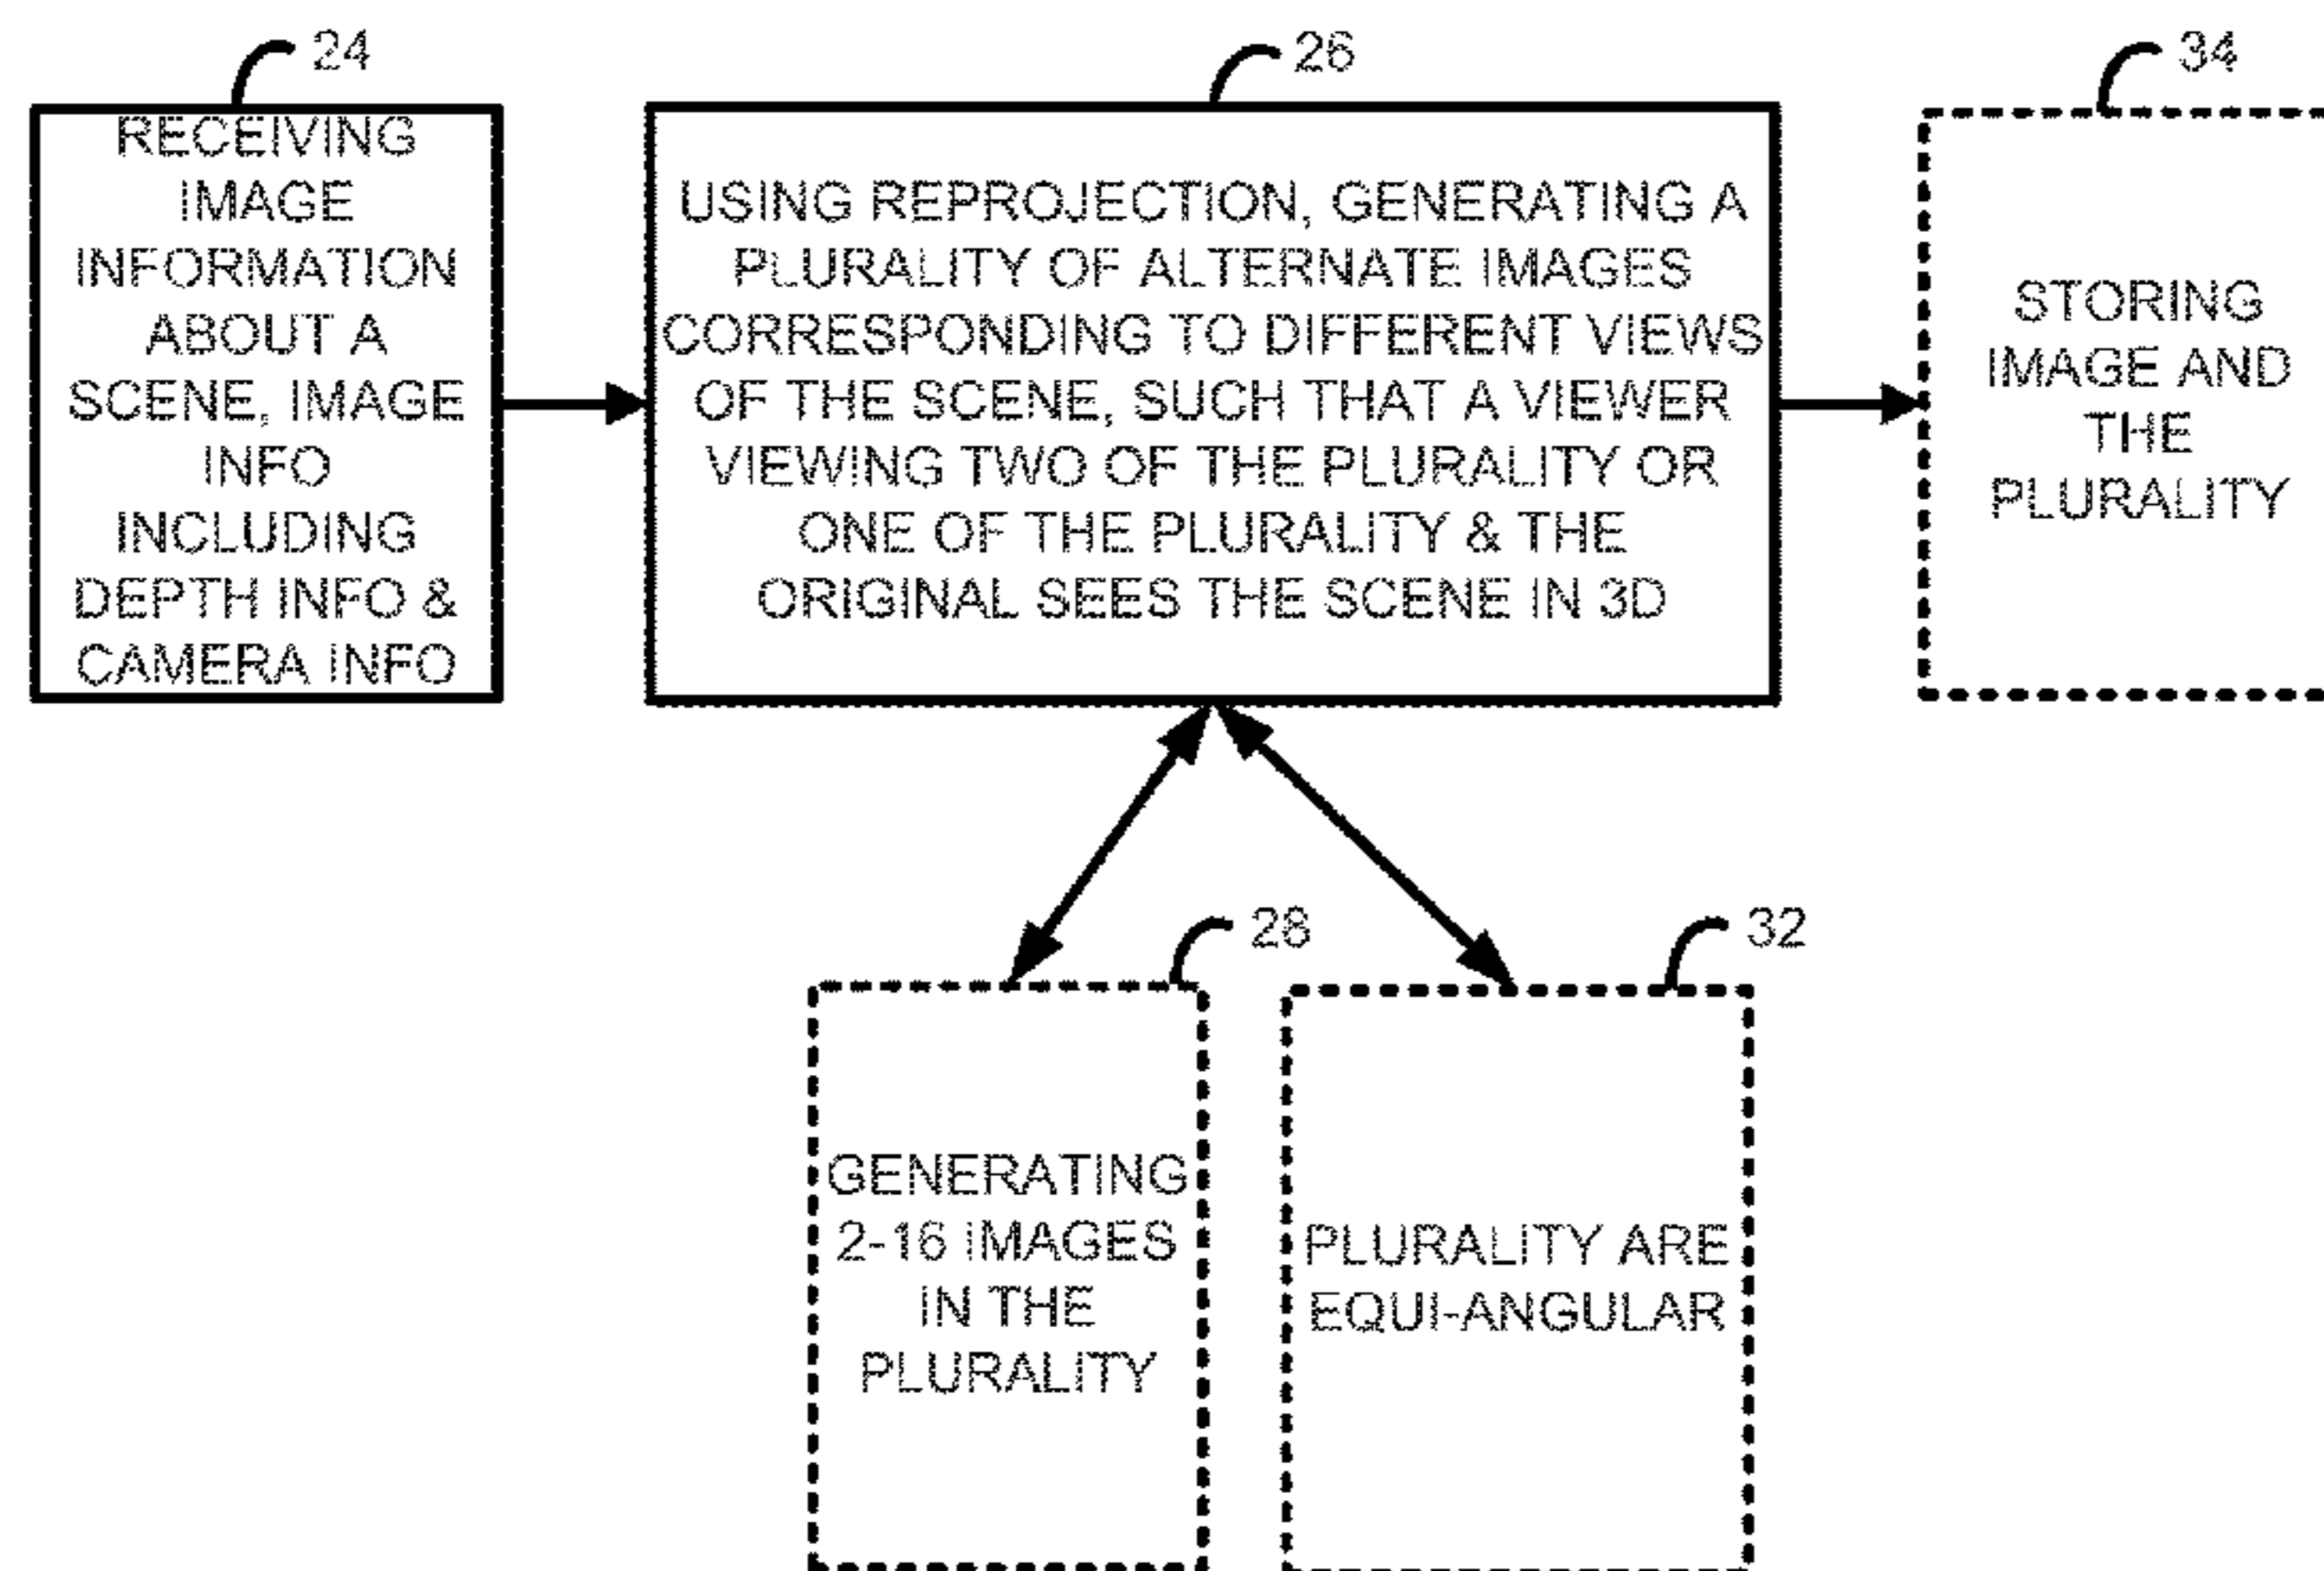 24
RECEIVING
IMAGE
INFORMATION
ABOUT A
SCENE, IMAGE
INFO
INCLUDING
DEPTH INFO &
CAMERA INFO
26
USING REPROJECTION, GENERATING A
PLURALITY OF ALTERNATE IMAGES
CORRESPONDING TO DIFFERENT VIEWS
OF THE SCENE, SUCH THAT A VIEWER
VIEWING TWO OF THE PLURALITY OR
ONE OF THE PLURALITY & THE
ORIGINAL SEES THE SCENE IN 3D
34
STORING
IMAGE AND
THE
PLURALITY
28
GENERATING
2-16 IMAGES
IN THE
PLURALITY
32
PLURALITY ARE
EQUI-ANGULAR